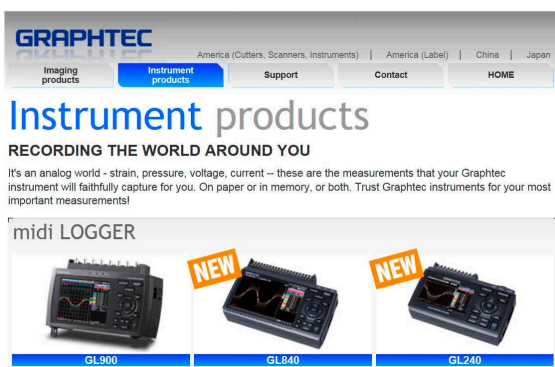 GRAPHTEC
America (Cutters, Scanners, Instruments) | America (Label) | China | Japan
Imaging products
Instrument products
Support
Contact
HOME
Instrument products
RECORDING THE WORLD AROUND YOU
It's an analog world - strain, pressure, voltage, current -- these are the measurements that your Graphtec
instrument will faithfully capture for you. On paper or in memory, or both. Trust Graphtec instruments for your most
important measurements!
midi LOGGER
NEW
NEW
GL900
GL840
GL240